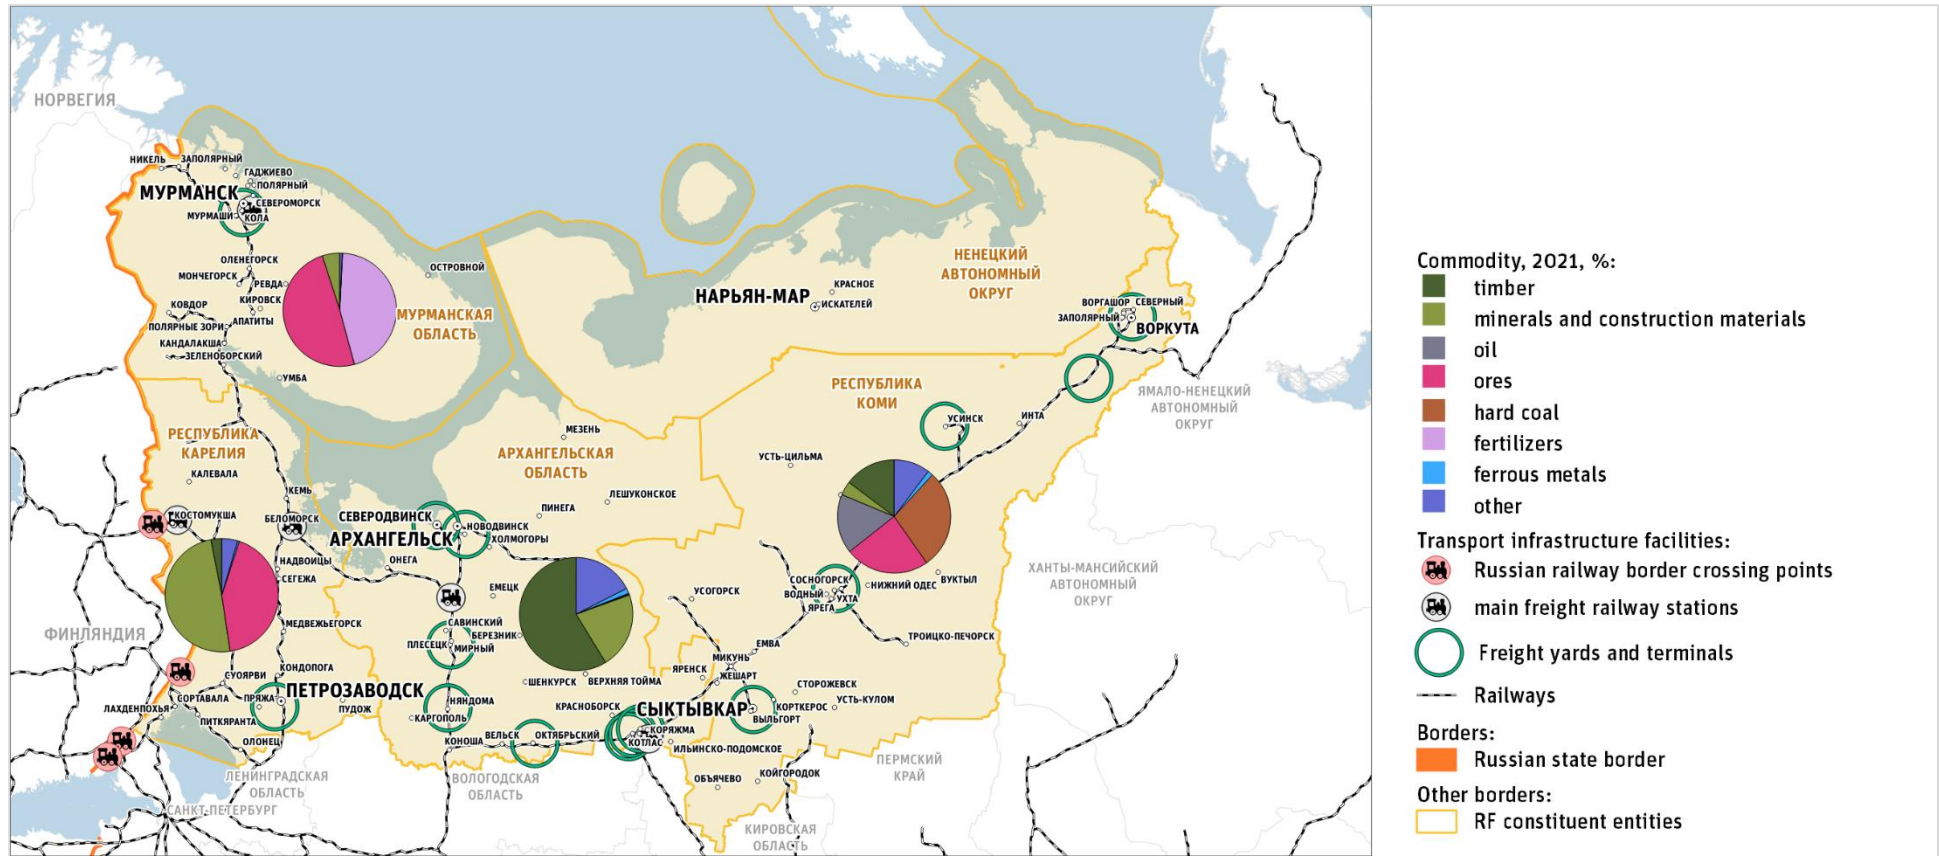 НОРВЕГИЯ
НИКЕЛЬ
ЗАПОЛЯРНЫЙ
ГАДЖИЕВО
ПОЛЯРНЫЙ
МУРМАНСК
СЕВЕРОМОРСК
МУРМАШИ
КОЛА
ОЛЕНЕГОРСК
МОНЧЕГОРСК
РЕВДА
КИРОВСК
КОВДОР
АПАТИТЫ
ПОЛЯРНЫЕ ЗОРИ
КАНДАЛАКША
ЗЕЛЕНОБОРСКИЙ
УМБА
ОСТРОВНОЙ
МУРМАНСКАЯ
ОБЛАСТЬ
НЕНЕЦКИЙ
АВТОНОМНЫЙ
ОКРУГ
КРАСНОЕ
НАРЬЯН-МАР
ИСКАТЕЛЕЙ
ВОРГАШОР
СЕВЕРНЫЙ
ЗАПОЛЯРНЫЙ
ВОРКУТА
РЕСПУБЛИКА
КОМИ
ЯМАЛО-НЕНЕЦКИЙ
АВТОНОМНЫЙ
ОКРУГ
УСИНСК
ИНТА
УСТЬ-ЦИЛЬМА
РЕСПУБЛИКА
КАРЕЛИЯ
КАЛЕВАЛА
КЕМЬ
КОСТОМУКША
БЕЛОМОРСК
НАДВОИЦЫ
СЕГЕЖА
МЕДВЕЖЬЕГОРСК
ФИНЛЯНДИЯ
КОНДОПОГА
СУОЯРВИ
ПЕТРОЗАВОДСК
СОРТАВАЛА
ПРЯЖА
ЛАХДЕНПОХЬЯ
ПИТКЯРАНТА
ПУДОЖ
ОЛОНЕЦ
ЛЕНИНГРАДСКАЯ
ОБЛАСТЬ
САНКТ-ПЕТЕРБУРГ
МЕЗЕНЬ
АРХАНГЕЛЬСКАЯ
ОБЛАСТЬ
ЛЕШУКОНСКОЕ
ПИНЕГА
СЕВЕРОДВИНСК
НОВОДВИНСК
АРХАНГЕЛЬСК
ХОЛМОГОРЫ
ОНЕГА
ЕМЕЦК
САВИНСКИЙ
БЕРЕЗНИК
ПЛЕСЕЦК
МИРНЫЙ
ШЕНКУРСК
ВЕРХНЯЯ ТОЙМА
НЯНДОМА
КАРГОПОЛЬ
КРАСНОБОРСК
КОНОША
ВЕЛЬСК
ОКТЯБРЬСКИЙ
КОРЯЖМА
КОТЛАС
ИЛЬИНСКО-ПОДОМСКОЕ
ВОЛОГОДСКАЯ
ОБЛАСТЬ
УСОГОРСК
СОСНОГОРСК
НИЖНИЙ ОДЕС
ВУКТЫЛ
ВОДНЫЙ
УХТА
ЯРЕГА
ТРОИЦКО-ПЕЧОРСК
ЕМВА
МИКУНЬ
ЯРЕНСК
ЖЕШАРТ
СТОРОЖЕВСК
СЫКТЫВКАР
КОРТКЕРОС
УСТЬ-КУЛОМ
ВЫЛЬГОРТ
ОБЪЯЧЕВО
КОЙГОРОДОК
ПЕРМСКИЙ
КРАЙ
КИРОВСКАЯ
ОБЛАСТЬ
ХАНТЫ-МАНСИЙСКИЙ
АВТОНОМНЫЙ
ОКРУГ
Commodity, 2021, %:
timber
minerals and construction materials
oil
ores
hard coal
fertilizers
ferrous metals
other
Transport infrastructure facilities:
Russian railway border crossing points
main freight railway stations
Freight yards and terminals
Railways
Borders:
Russian state border
Other borders:
RF constituent entities